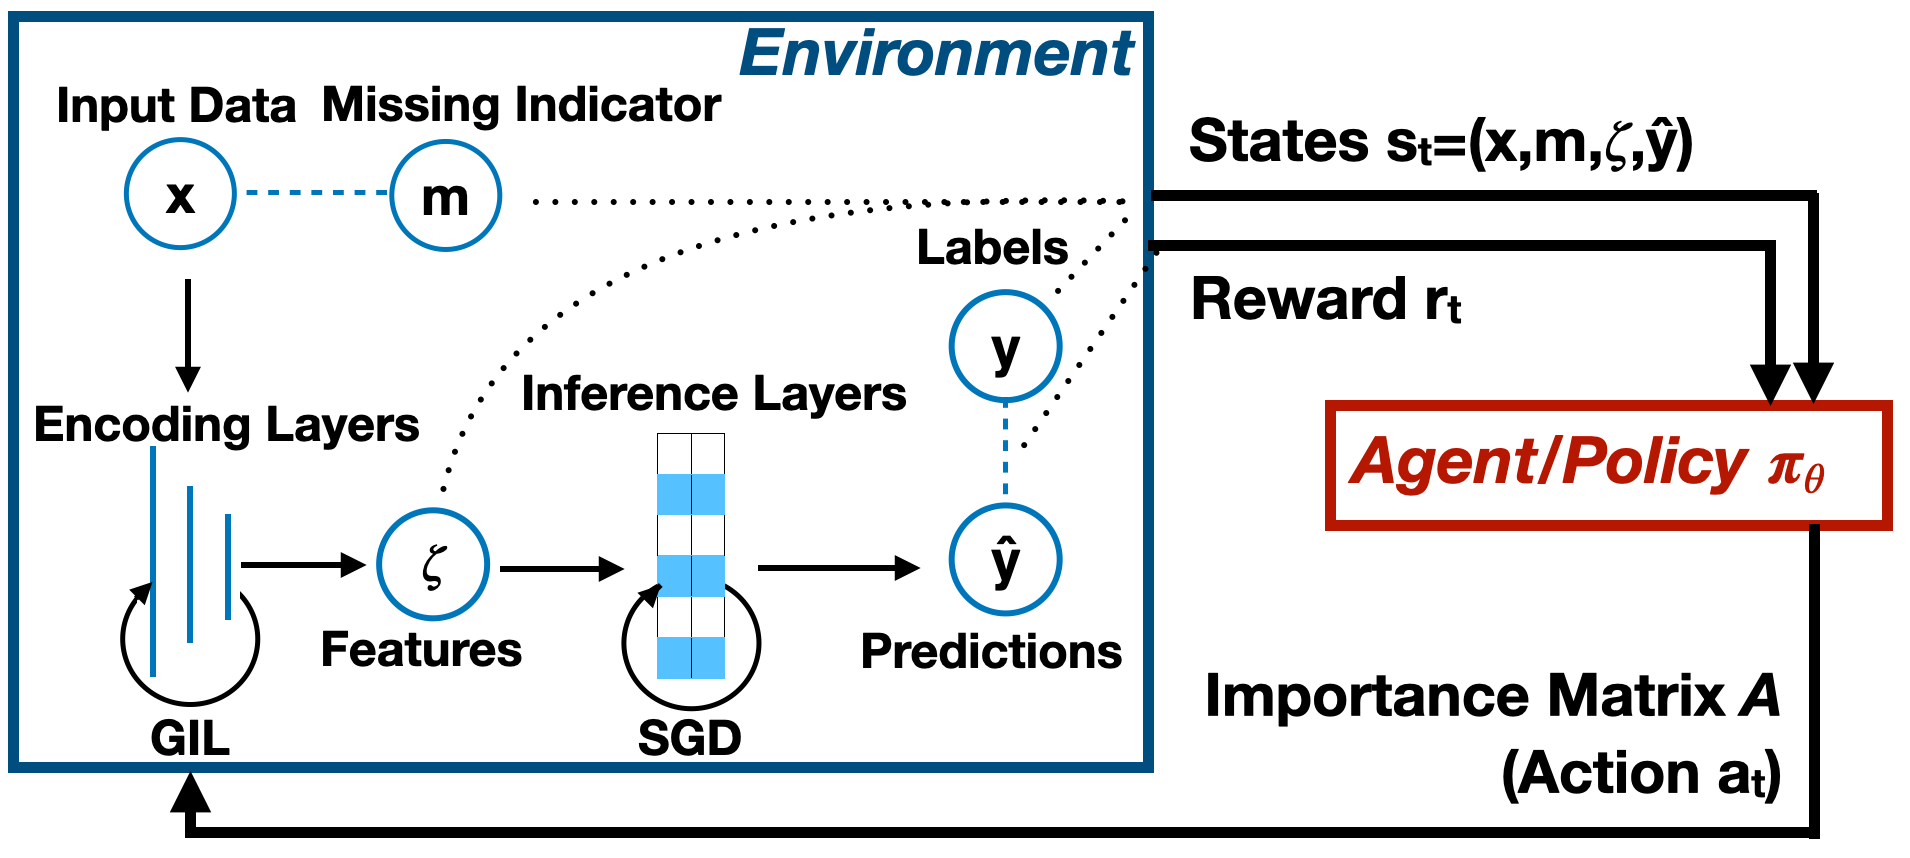 Environment
Input Data
Missing Indicator
x
m
States sₜ=(x,m,ζ,ŷ)
Labels
Reward rₜ
y
Inference Layers
Encoding Layers
Agent/Policy π_θ
ζ
ŷ
Features
Predictions
GIL
SGD
Importance Matrix A
(Action aₜ)